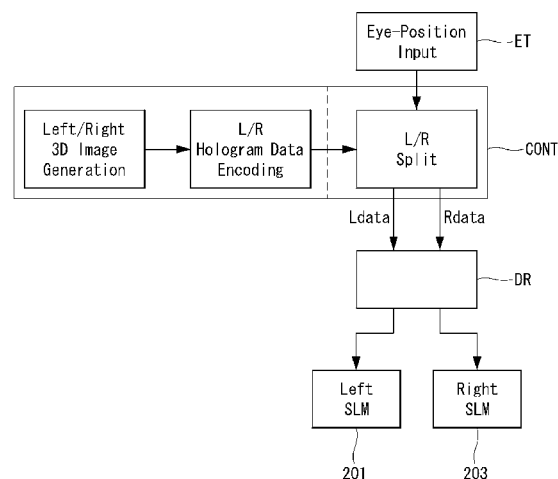 Eye-Position
Input
ET
Left/Right
3D Image
Generation
L/R
Hologram Data
Encoding
L/R
Split
CONT
Ldata
Rdata
DR
Left
SLM
Right
SLM
201
203